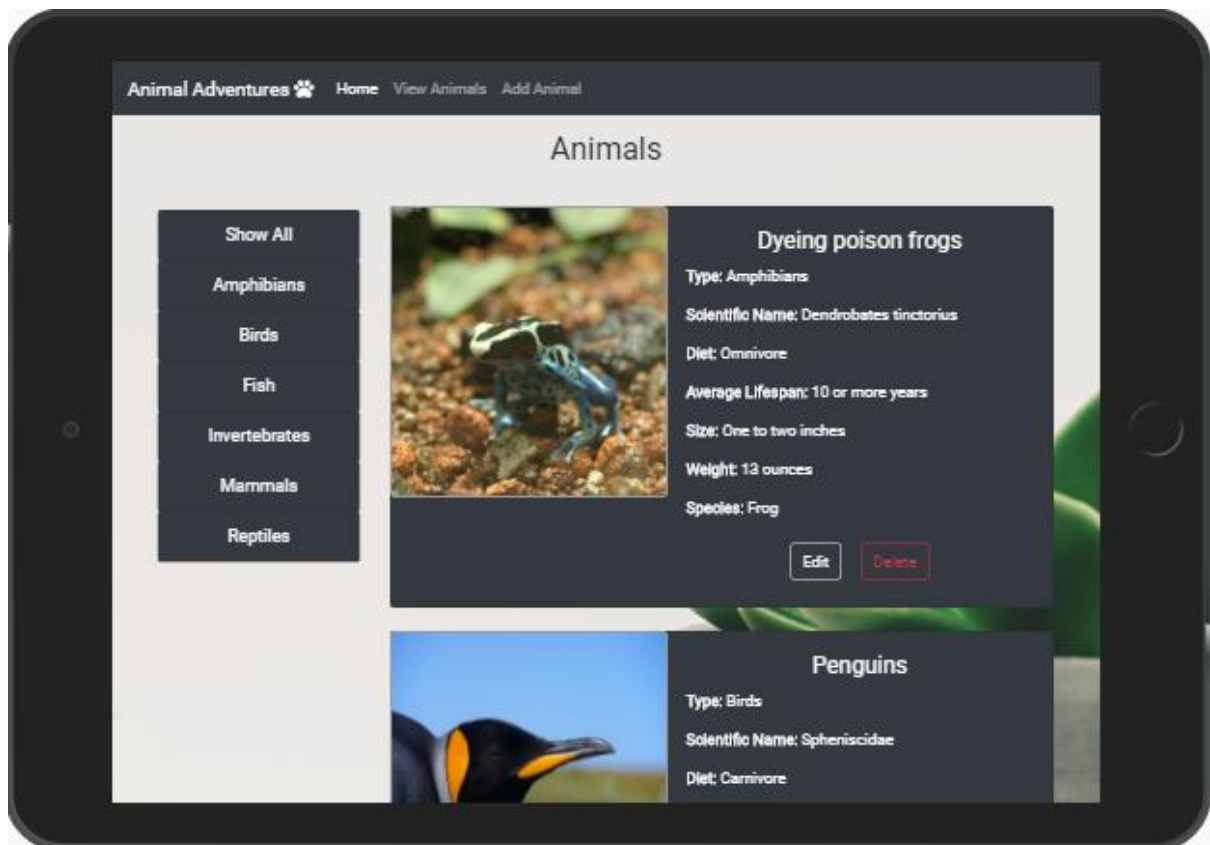 Animal Adventures Home View Animals Add Animal
Animals
Show All
Amphibians
Birds
Fish
Invertebrates
Mammals
Reptiles
Dyeing poison frogs
Type: Amphibians
Scientific Name: Dendrobates tinctorius
Diet: Omnivore
Average Lifespan: 10 or more years
Size: One to two inches
Weight: 13 ounces
Species: Frog
Edit Delete
Penguins
Type: Birds
Scientific Name: Spheniscidae
Diet: Carnivore